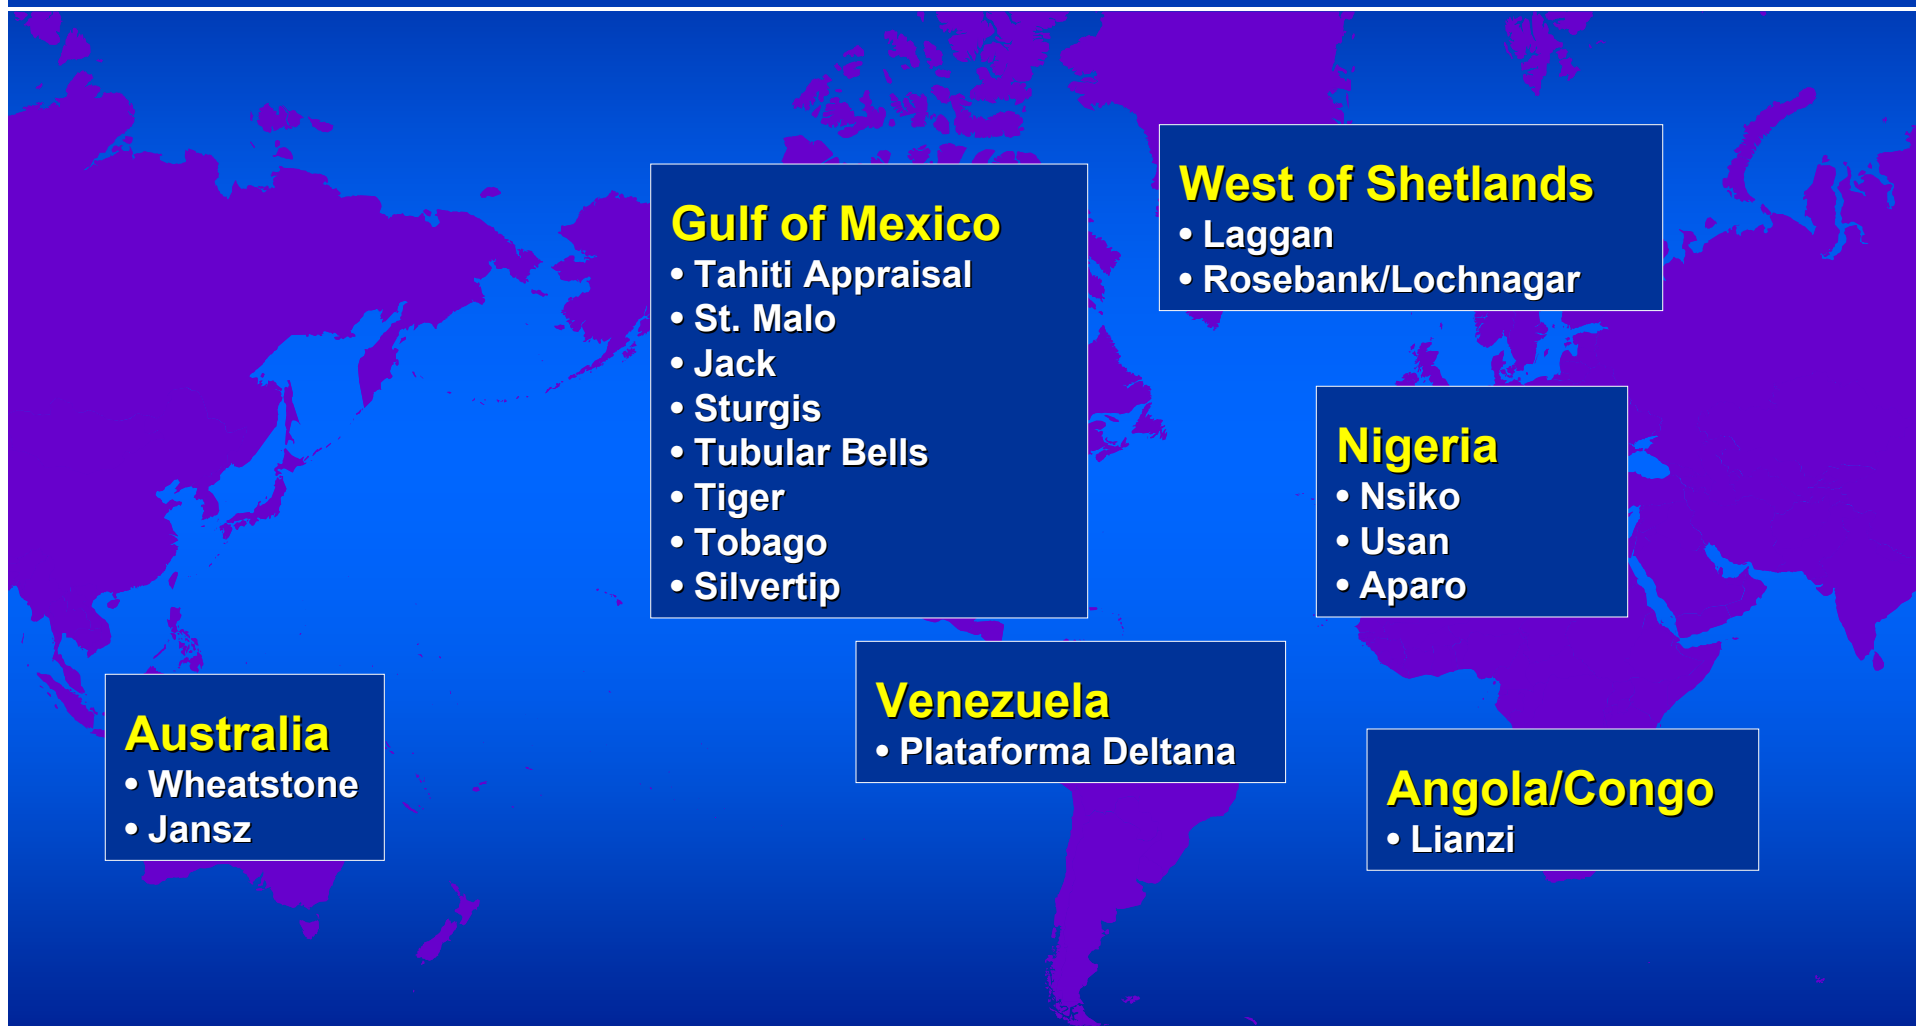 Gulf of Mexico
• Tahiti Appraisal
• St. Malo
• Jack
• Sturgis
• Tubular Bells
• Tiger
• Tobago
• Silvertip
West of Shetlands
• Laggan
• Rosebank/Lochnagar
Nigeria
• Nsiko
• Usan
• Aparo
Australia
• Wheatstone
• Jansz
Venezuela
• Plataforma Deltana
Angola/Congo
• Lianzi